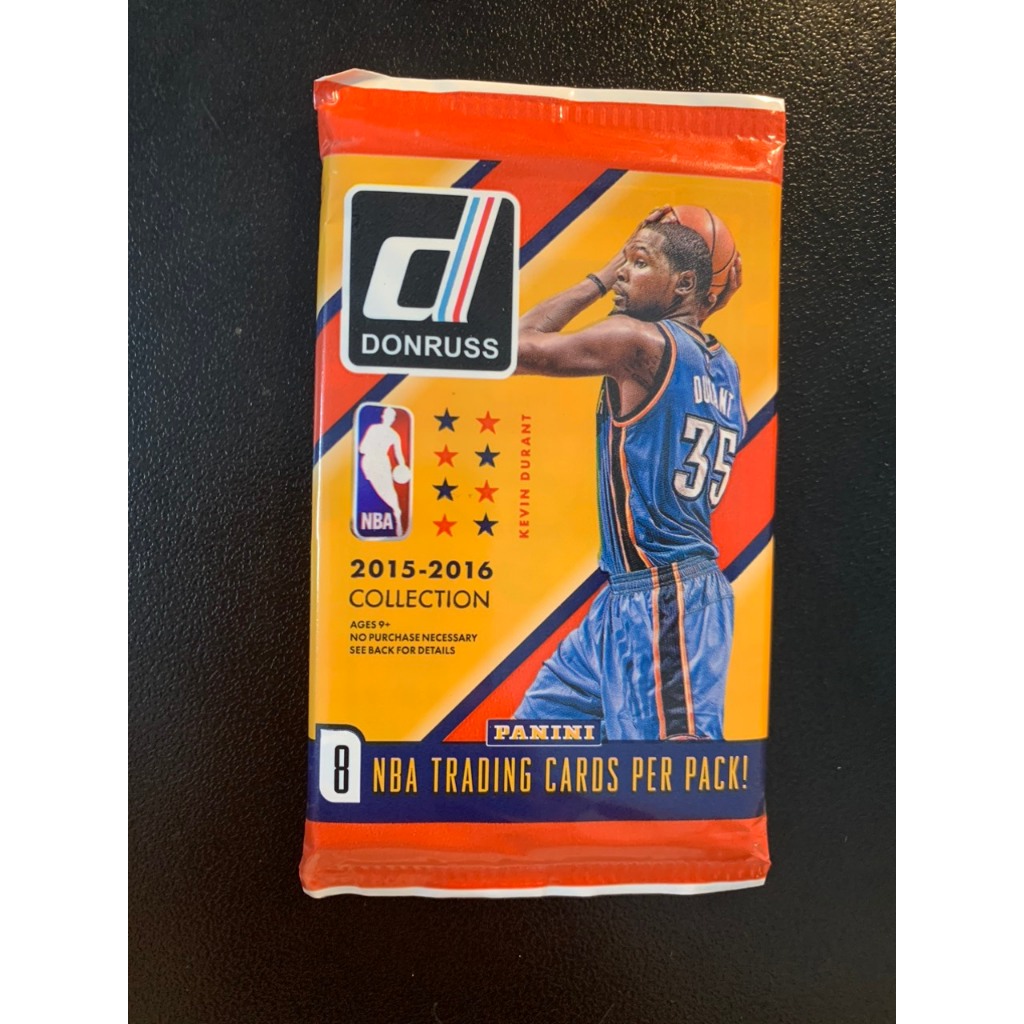 d
DONRUSS
DURANT
35
KEVIN DURANT
NBA
2015-2016
COLLECTION
AGES 9+
NO PURCHASE NECESSARY
SEE BACK FOR DETAILS
PANINI
8 NBA TRADING CARDS PER PACK!